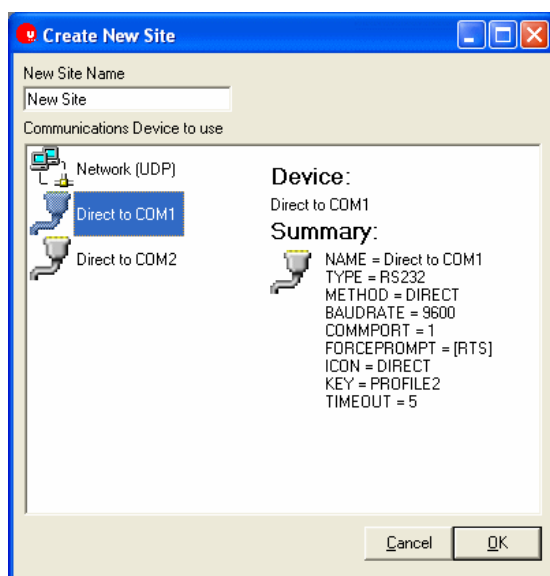 Create New Site
New Site Name
New Site
Communications Device to use
Network (UDP)
Direct to COM1
Direct to COM2
Device:
Direct to COM1
Summary:
NAME = Direct to COM1
TYPE = RS232
METHOD = DIRECT
BAUDRATE = 9600
COMMPORT = 1
FORCEPROMPT = [RTS]
ICON = DIRECT
KEY = PROFILE2
TIMEOUT = 5
Cancel
OK